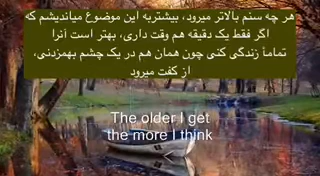 هر چه سنم بالاتر میرود، بیشتربه این موضوع میاندیشم که
اگر فقط یک دقیقه هم وقت داری، بهتر است آنرا
تماماً زندگی کنی چون همان هم در یک چشم بهمزدنی،
از کفت میرود
The older I get
the more I think